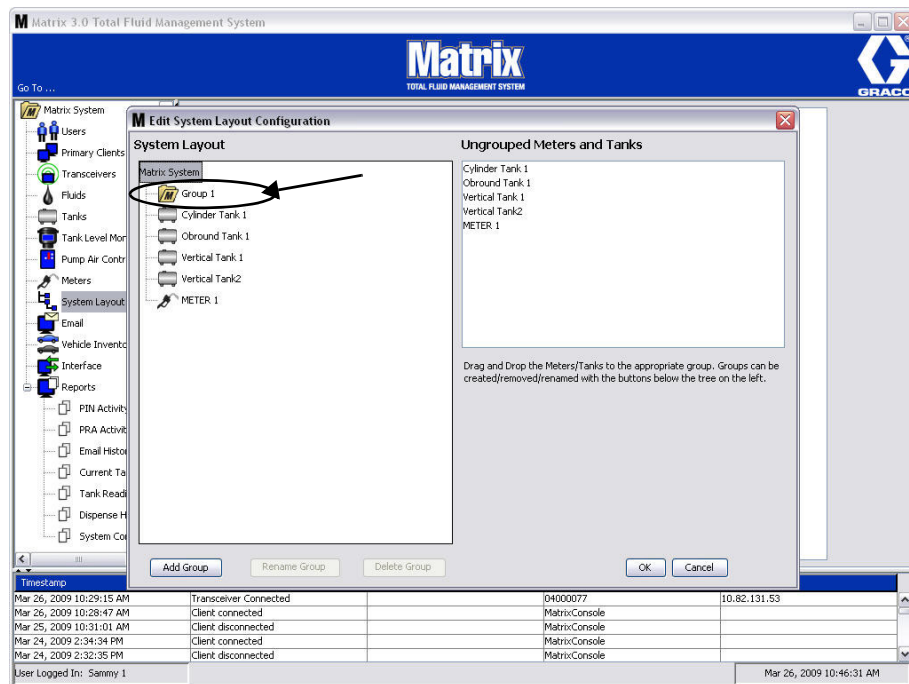 Matrix 3.0 Total Fluid Management System
Matrix
TOTAL FLUID MANAGEMENT SYSTEM
Go To ...
GRACO
Matrix System
Users
Primary Clients
Transceivers
Fluids
Tanks
Tank Level Mon
Pump Air Contr
Meters
System Layout
Email
Vehicle Invento
Interface
Reports
PIN Activity
PRA Activit
Email Histo
Current Ta
Tank Readi
Dispense H
System Co
M Edit System Layout Configuration
System Layout
Matrix System
Group 1
Cylinder Tank 1
Obround Tank 1
Vertical Tank 1
Vertical Tank2
METER 1
Ungrouped Meters and Tanks
Cylinder Tank 1
Obround Tank 1
Vertical Tank 1
Vertical Tank2
METER 1
Drag and Drop the Meters/Tanks to the appropriate group. Groups can be
created/removed/renamed with the buttons below the tree on the left.
Add Group Rename Group Delete Group OK Cancel
Timestamp
Mar 26, 2009 10:29:15 AM Transceiver Connected 04000077 10.82.131.53
Mar 26, 2009 10:28:47 AM Client connected MatrixConsole
Mar 25, 2009 10:31:01 AM Client disconnected MatrixConsole
Mar 24, 2009 2:34:34 PM Client connected MatrixConsole
Mar 24, 2009 2:32:35 PM Client disconnected MatrixConsole
User Logged In: Sammy 1 Mar 26, 2009 10:46:31 AM